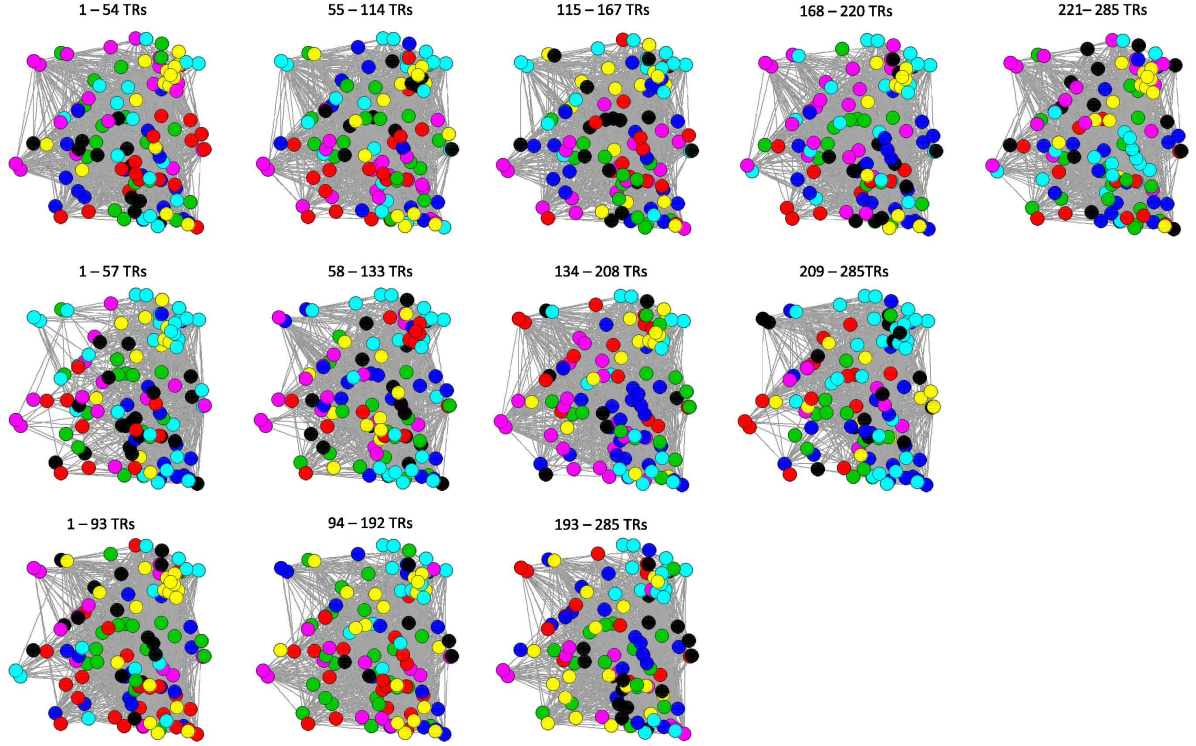 1 – 54 TRs 55 – 114 TRs 115 – 167 TRs 168 – 220 TRs 221– 285 TRs
1 – 57 TRs 58 – 133 TRs 134 – 208 TRs 209 – 285TRs
1 – 93 TRs 94 – 192 TRs 193 – 285 TRs